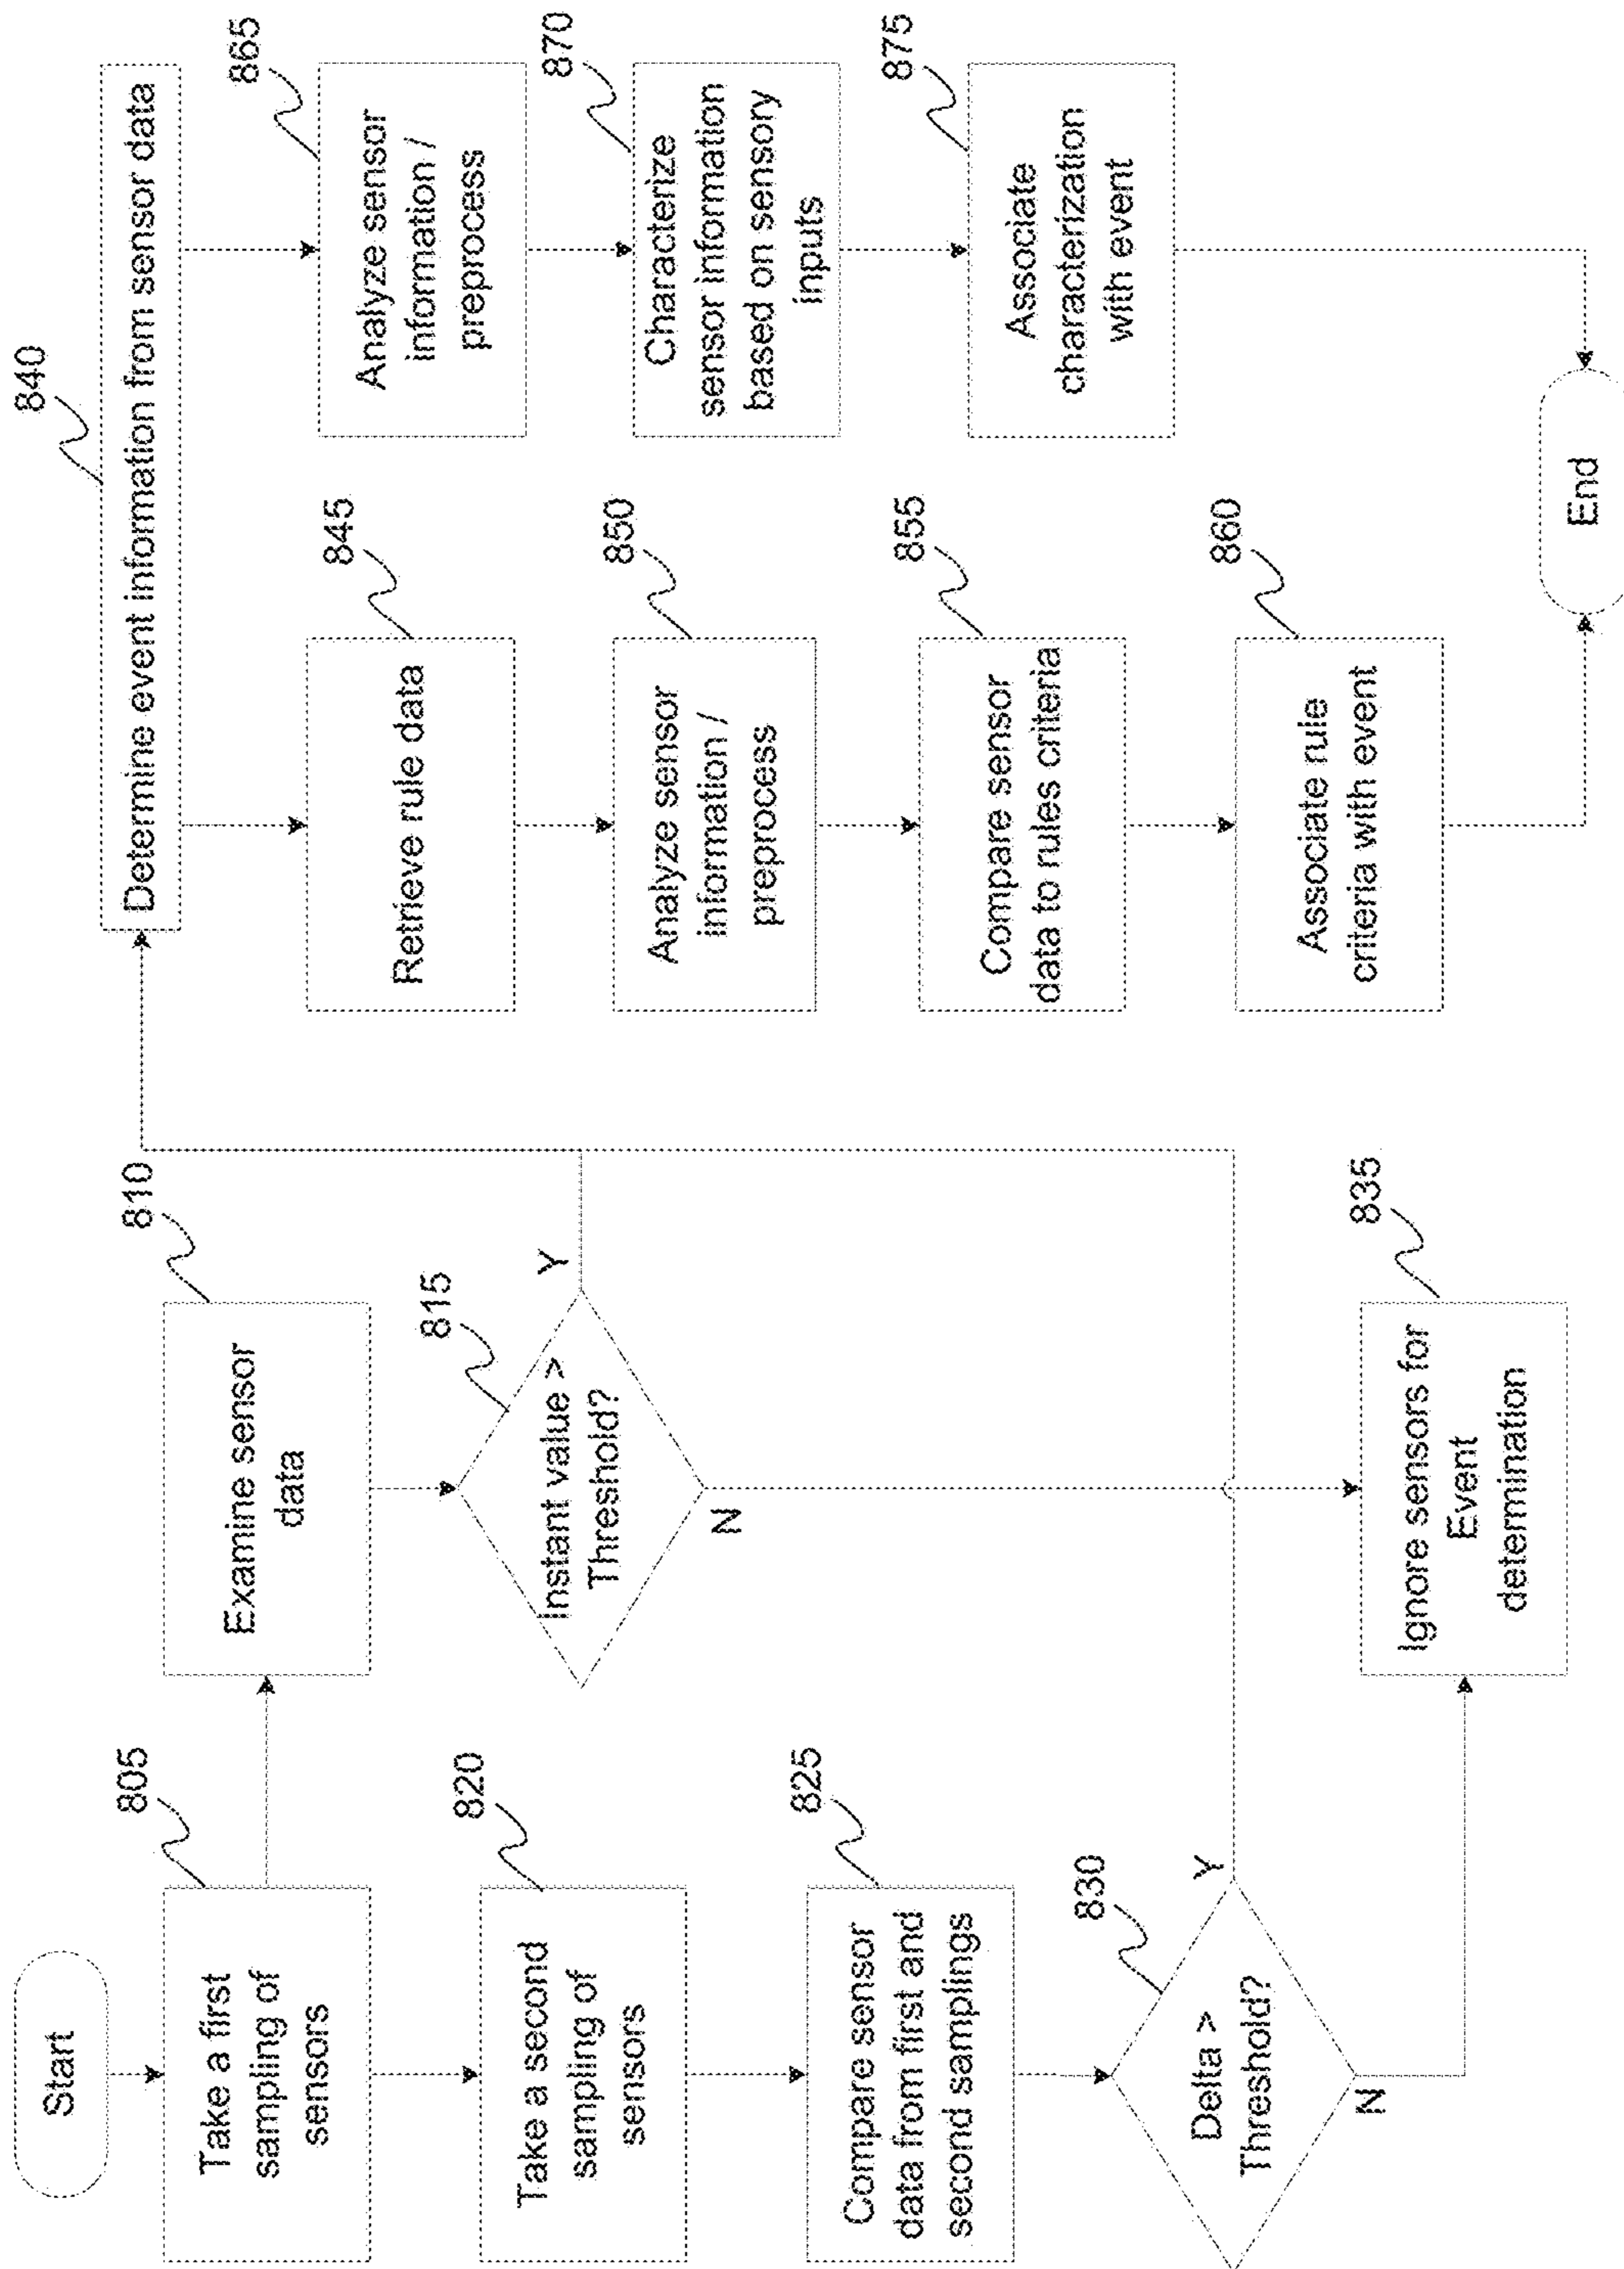 Start
805
Take a first
sampling of
sensors
820
Take a second
sampling of
sensors
825
Compare sensor
data from first and
second samplings
830
Delta >
Threshold?
Y
N
810
Examine sensor
data
815
Instant value >
Threshold?
Y
N
835
Ignore sensors for
Event
determination
840
Determine event information from sensor data
845
Retrieve rule data
850
Analyze sensor
information /
preprocess
855
Compare sensor
data to rules criteria
860
Associate rule
criteria with event
865
Analyze sensor
information /
preprocess
870
Characterize
sensor information
based on sensory
inputs
875
Associate
characterization
with event
End